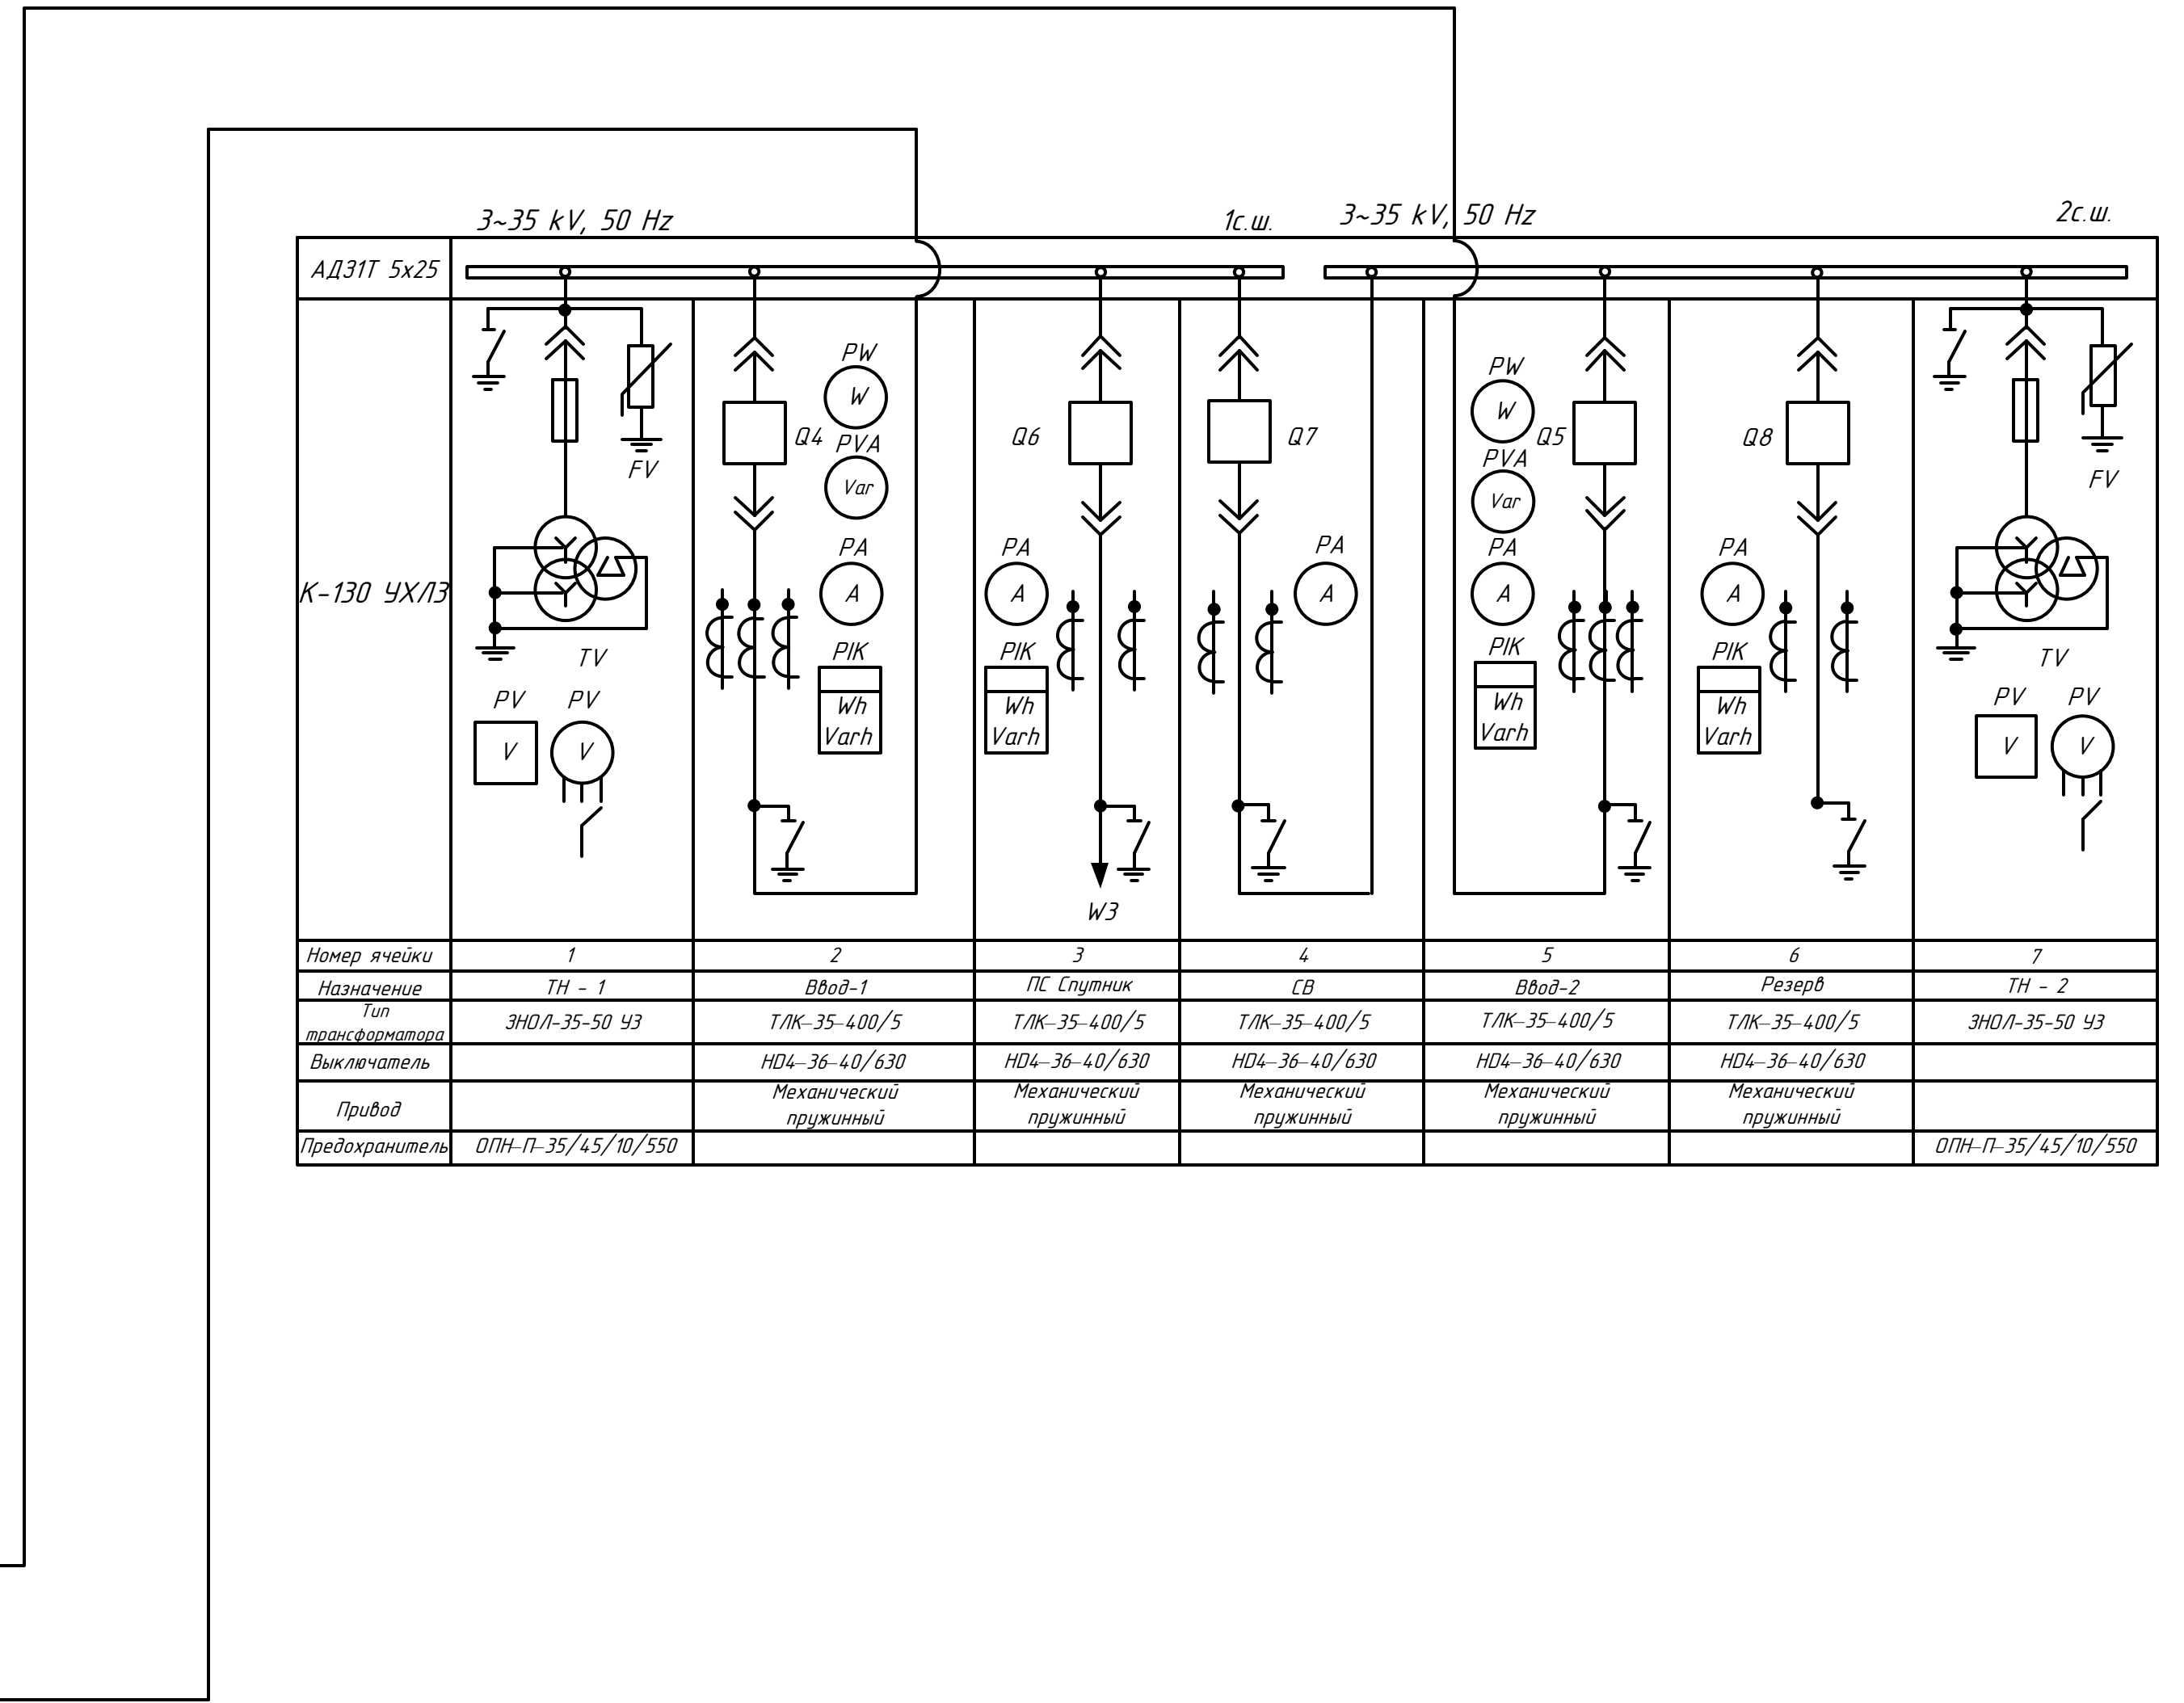 3~35 kV, 50 Hz
1с.ш.
3~35 kV, 50 Hz
2с.ш.
АД31Т 5х25
К-130 УХЛ3
FV
TV
PV
PV
V
V
Q4
PW
W
PVA
Var
PA
A
PIK
Wh
Varh
Q6
PA
A
PIK
Wh
Varh
W3
Q7
PA
A
PW
W
Q5
PVA
Var
PA
A
PIK
Wh
Varh
Q8
PA
A
PIK
Wh
Varh
FV
TV
PV
PV
V
V
Номер ячейки 1 2 3 4 5 6 7
Назначение ТН - 1 Ввод-1 ПС Спутник СВ Ввод-2 Резерв ТН - 2
Тип
трансформатора ЗНОЛ-35-50 У3 ТЛК-35-400/5 ТЛК-35-400/5 ТЛК-35-400/5 ТЛК-35-400/5 ТЛК-35-400/5 ЗНОЛ-35-50 У3
Выключатель HD4-36-40/630 HD4-36-40/630 HD4-36-40/630 HD4-36-40/630 HD4-36-40/630
Привод
Механический
пружинный
Механический
пружинный
Механический
пружинный
Механический
пружинный
Механический
пружинный
Предохранитель ОПН-П-35/45/10/550 ОПН-П-35/45/10/550